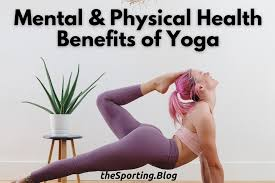 Mental & Physical Health
Benefits of Yoga
theSporting.Blog